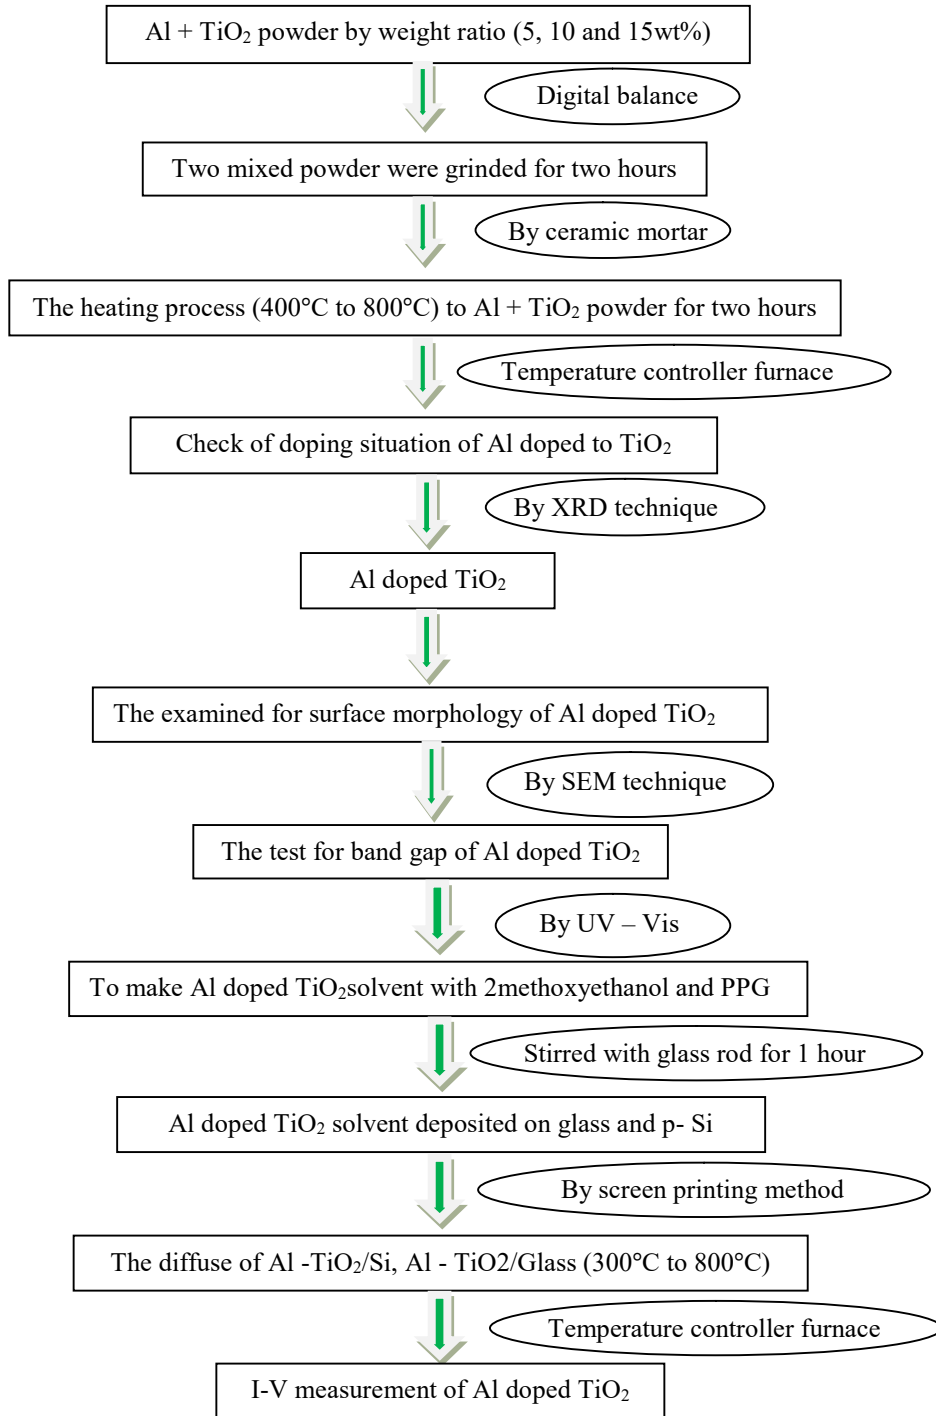 Al + TiO₂ powder by weight ratio (5, 10 and 15wt%)
Digital balance
Two mixed powder were grinded for two hours
By ceramic mortar
The heating process (400°C to 800°C) to Al + TiO₂ powder for two hours
Temperature controller furnace
Check of doping situation of Al doped to TiO₂
By XRD technique
Al doped TiO₂
The examined for surface morphology of Al doped TiO₂
By SEM technique
The test for band gap of Al doped TiO₂
By UV – Vis
To make Al doped TiO₂solvent with 2methoxyethanol and PPG
Stirred with glass rod for 1 hour
Al doped TiO₂ solvent deposited on glass and p- Si
By screen printing method
The diffuse of Al -TiO₂/Si, Al - TiO2/Glass (300°C to 800°C)
Temperature controller furnace
I-V measurement of Al doped TiO₂